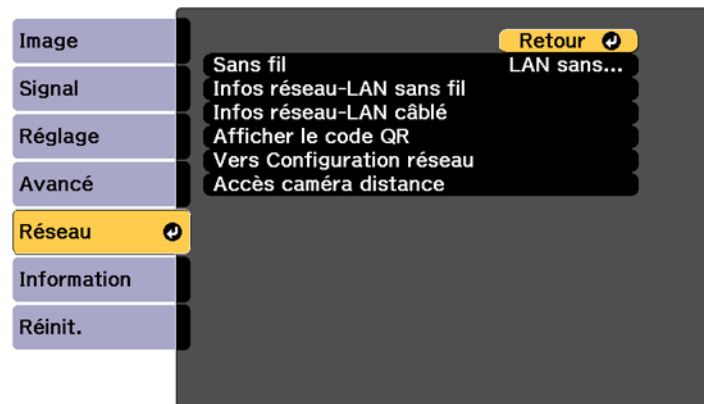 Image
Signal
Réglage
Avancé
Réseau
Information
Réinit.
Retour
Sans fil LAN sans...
Infos réseau-LAN sans fil
Infos réseau-LAN câblé
Afficher le code QR
Vers Configuration réseau
Accès caméra distance